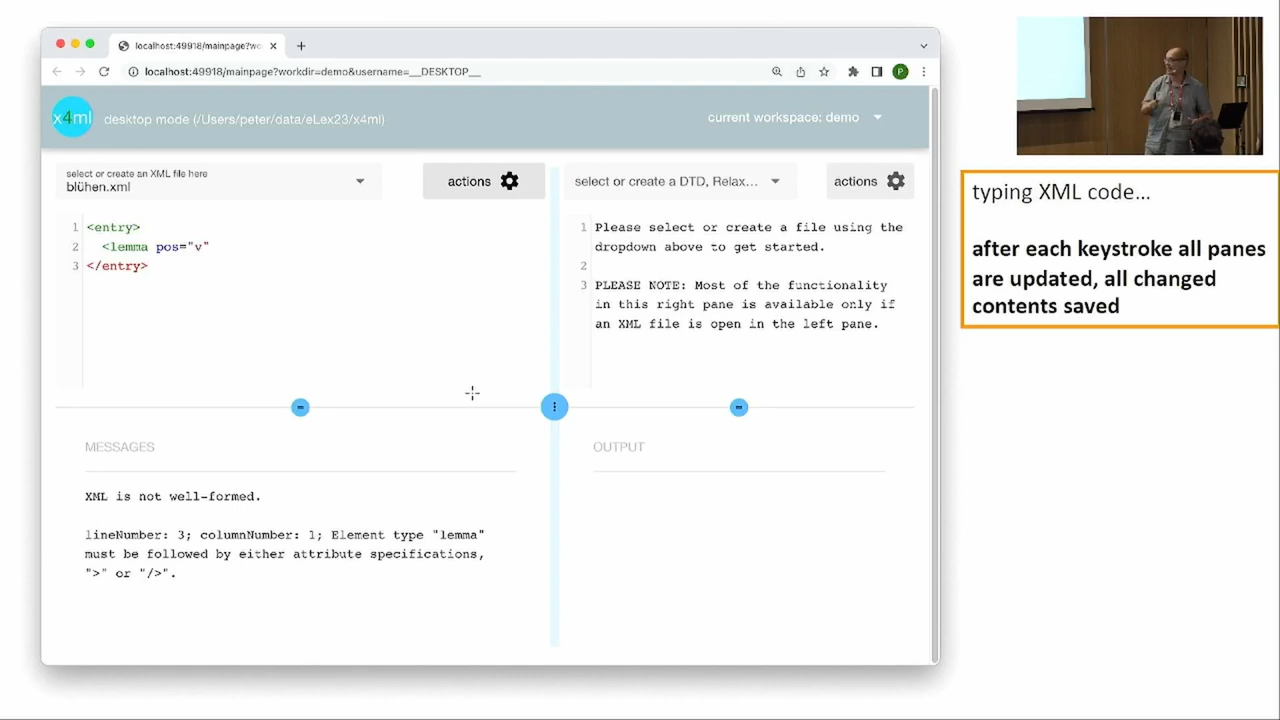 localhost:49918/mainpage?wo
localhost:49918/mainpage?workdir=demo&username=__DESKTOP__
P
x4ml
desktop mode (/Users/peter/data/eLex23/x4ml)
current workspace: demo
select or create an XML file here
blühen.xml
actions
select or create a DTD, Relax...
actions
1 <entry>
2 <lemma pos="v"
3 </entry>
1 Please select or create a file using the
dropdown above to get started.
2
3 PLEASE NOTE: Most of the functionality
in this right pane is available only if
an XML file is open in the left pane.
MESSAGES
XML is not well-formed.
lineNumber: 3; columnNumber: 1; Element type "lemma"
must be followed by either attribute specifications,
">" or "/>".
OUTPUT
typing XML code...
after each keystroke all panes
are updated, all changed
contents saved